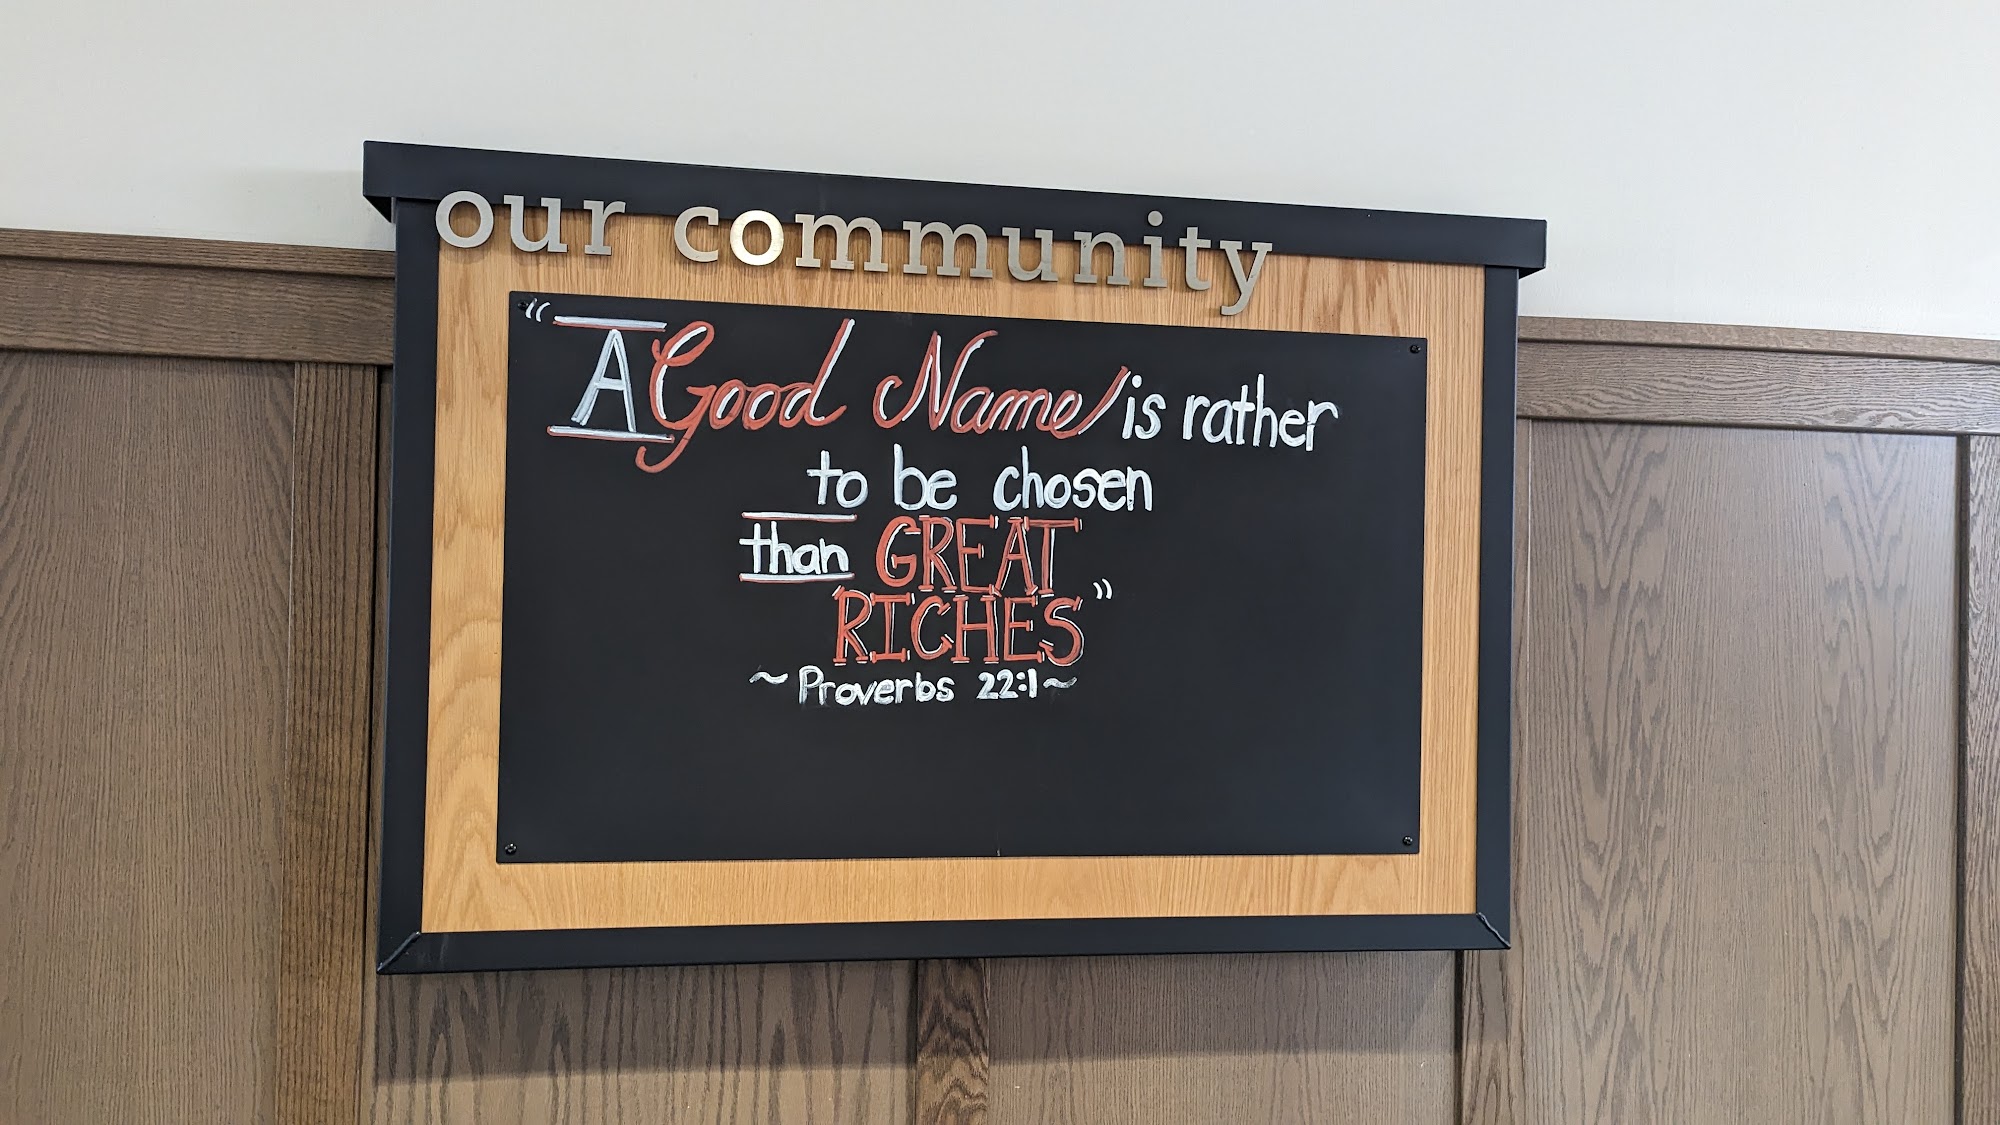 our community
"A Good Name is rather
to be chosen
than GREAT
RICHES"
~Proverbs 22:1~